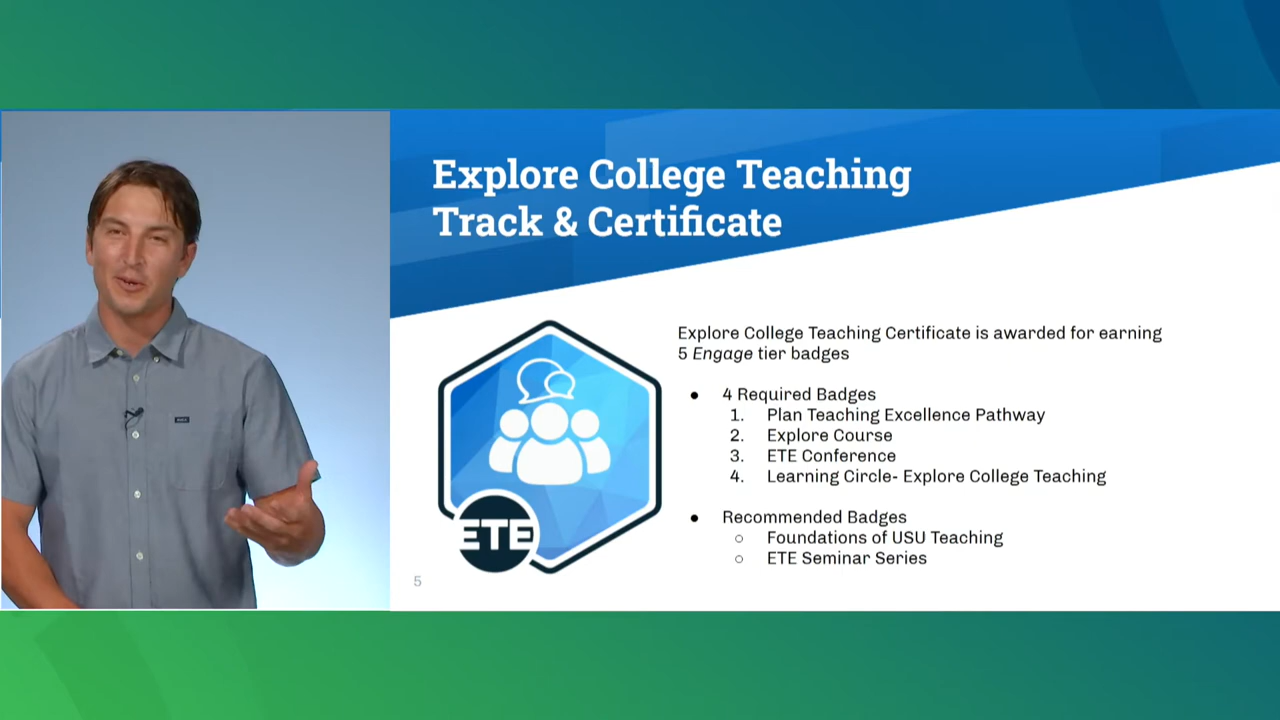 Explore College Teaching
Track & Certificate
Explore College Teaching Certificate is awarded for earning
5 Engage tier badges
● 4 Required Badges
1. Plan Teaching Excellence Pathway
2. Explore Course
3. ETE Conference
4. Learning Circle- Explore College Teaching
● Recommended Badges
○ Foundations of USU Teaching
○ ETE Seminar Series
ETE
5